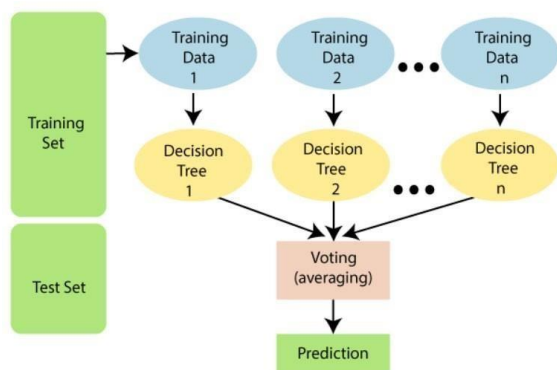 Training
Set
Test Set
Training
Data
1
Training
Data
2
Training
Data
n
Decision
Tree
1
Decision
Tree
2
Decision
Tree
n
Voting
(averaging)
Prediction